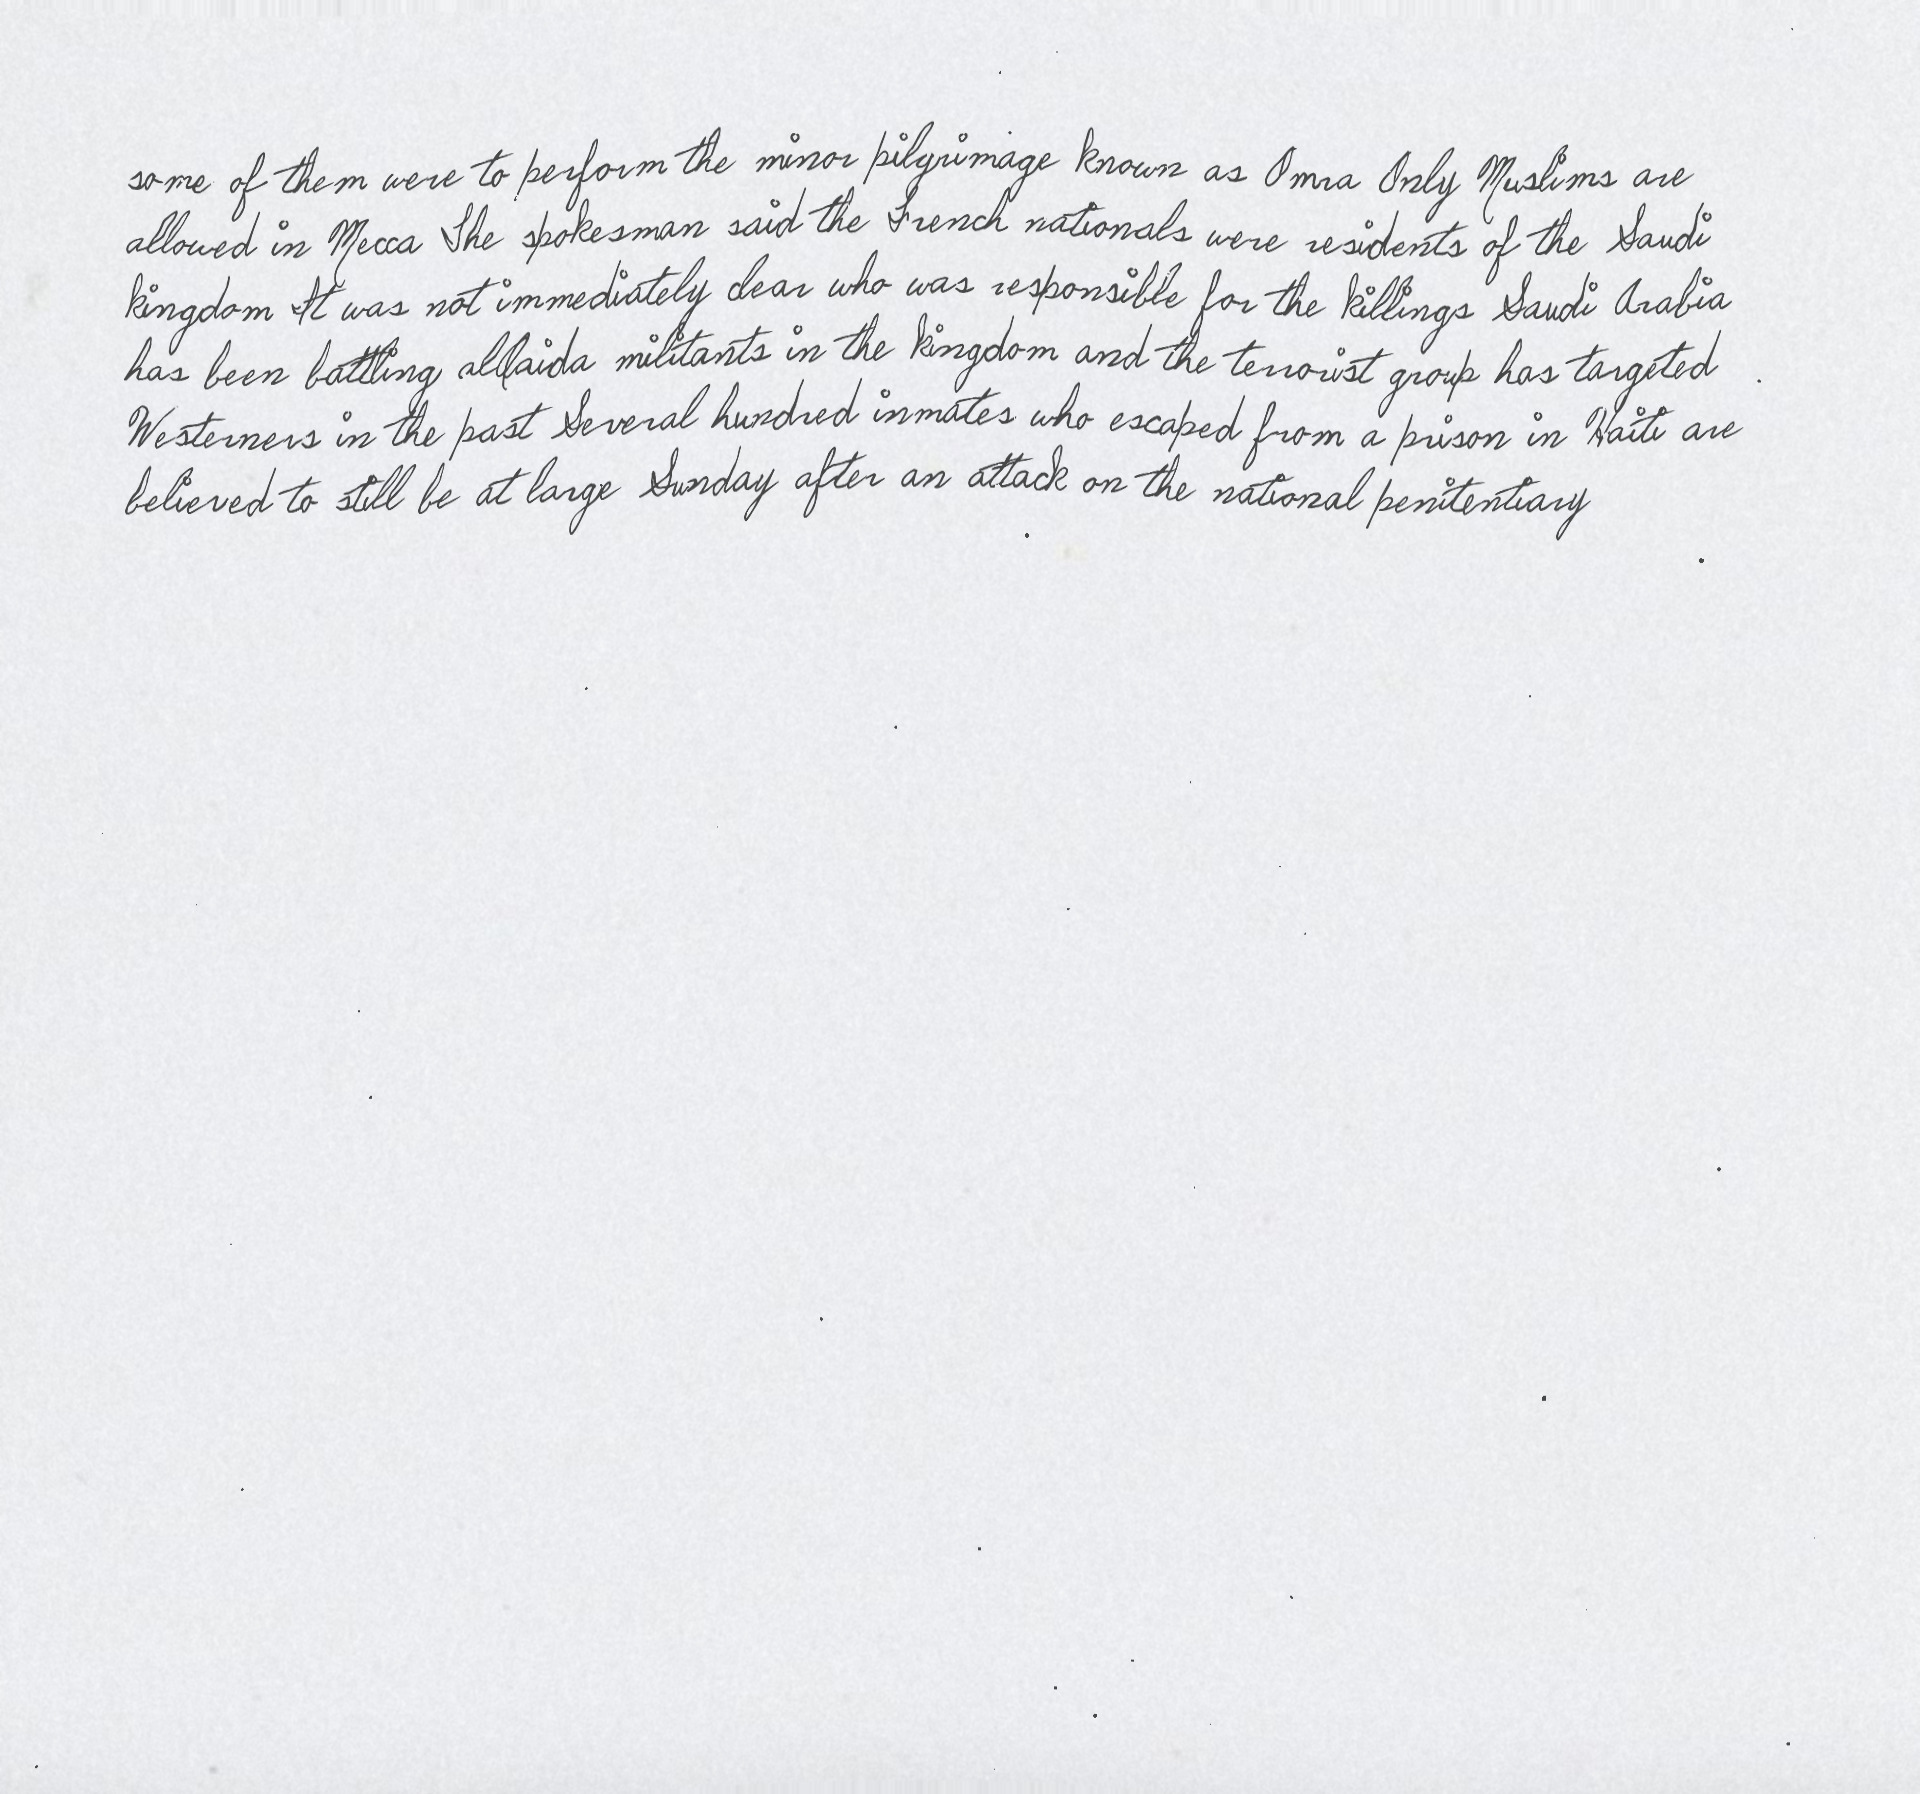 some of them were to perform the minor pilgrimage known as Omra Only Muslims are
allowed in Mecca The spokesman said the French nationals were residents of the Saudi
kingdom It was not immediately clear who was responsible for the killings Saudi Arabia
has been battling alQaida militants in the kingdom and the terrorist group has targeted
Westerners in the past Several hundred inmates who escaped from a prison in Haiti are
believed to still be at large Sunday after an attack on the national penitentiary